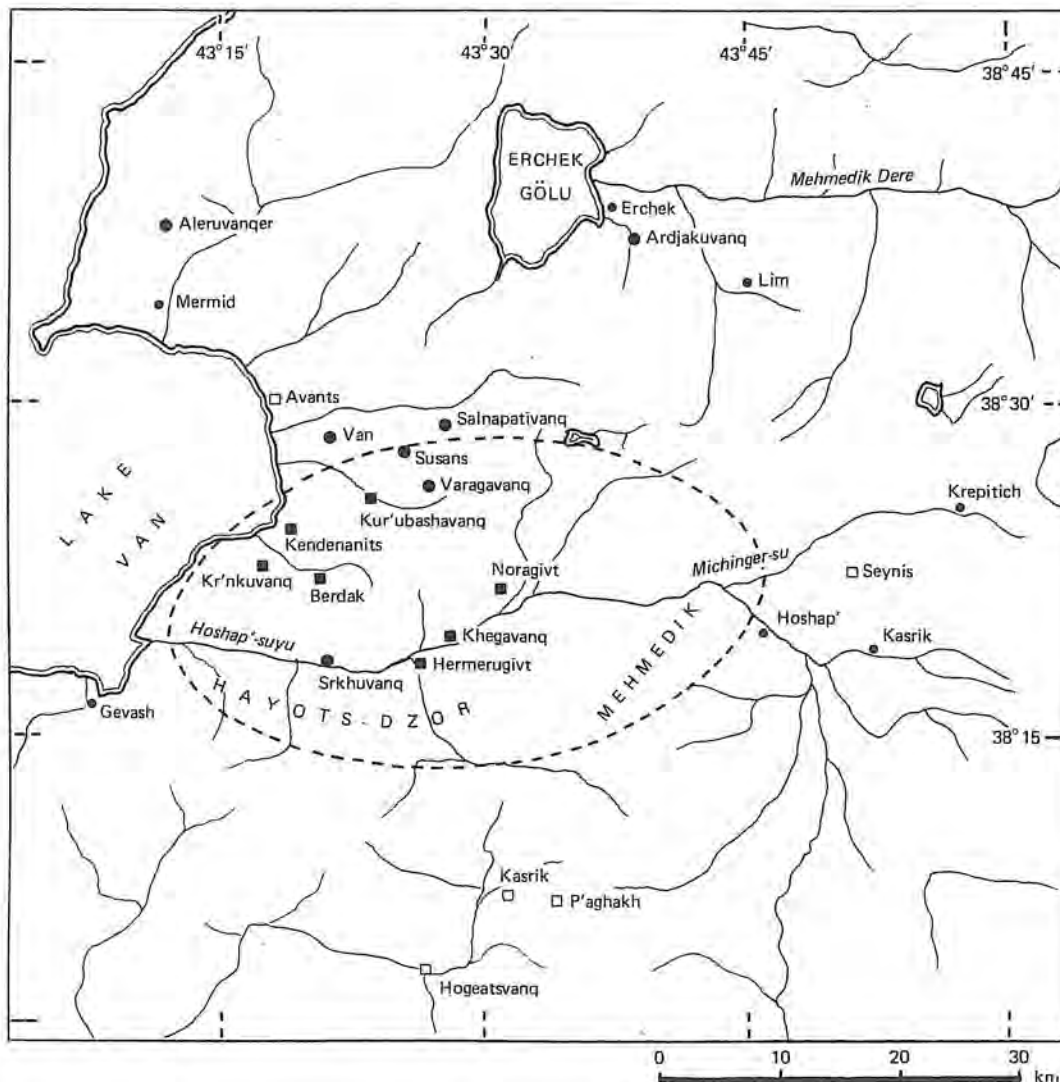 43°15'
43°30'
43°45'
38°45'
ERCHEK
GÖLU
Mehmedik Dere
Erchek
Aleruvanqer
Ardjakuvanq
Lim
Mermid
Avants
38°30'
Salnapativanq
Van
Susans
LAKE
VAN
Varagavanq
Kur'ubashavanq
Krepitich
Kendenanits
Michinger-su
Kr'nkuvanq
Noragivt
Seynis
Berdak
Hoshap'-suyu
Khegavanq
Hoshap'
MEHMEDIK
Kasrik
Srkhuvanq
Hermerugivt
HAYOTS-DZOR
Gevash
38°15'
Kasrik
P'aghakh
Hogeatsvanq
0 10 20 30
km.